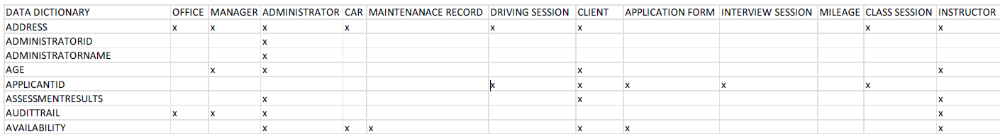 DATA DICTIONARY OFFICE MANAGER ADMINISTRATOR CAR MAINTENANACE RECORD DRIVING SESSION CLIENT APPLICATION FORM INTERVIEW SESSION MILEAGE CLASS SESSION INSTRUCTOR
ADDRESS x x x x x x x x
ADMINISTRATORID x
ADMINISTRATORNAME x
AGE x x x x
APPLICANTID x x x x x
ASSESSMENTRESULTS x x x
AUDITTRAIL x x x x
AVAILABILITY x x x x x x